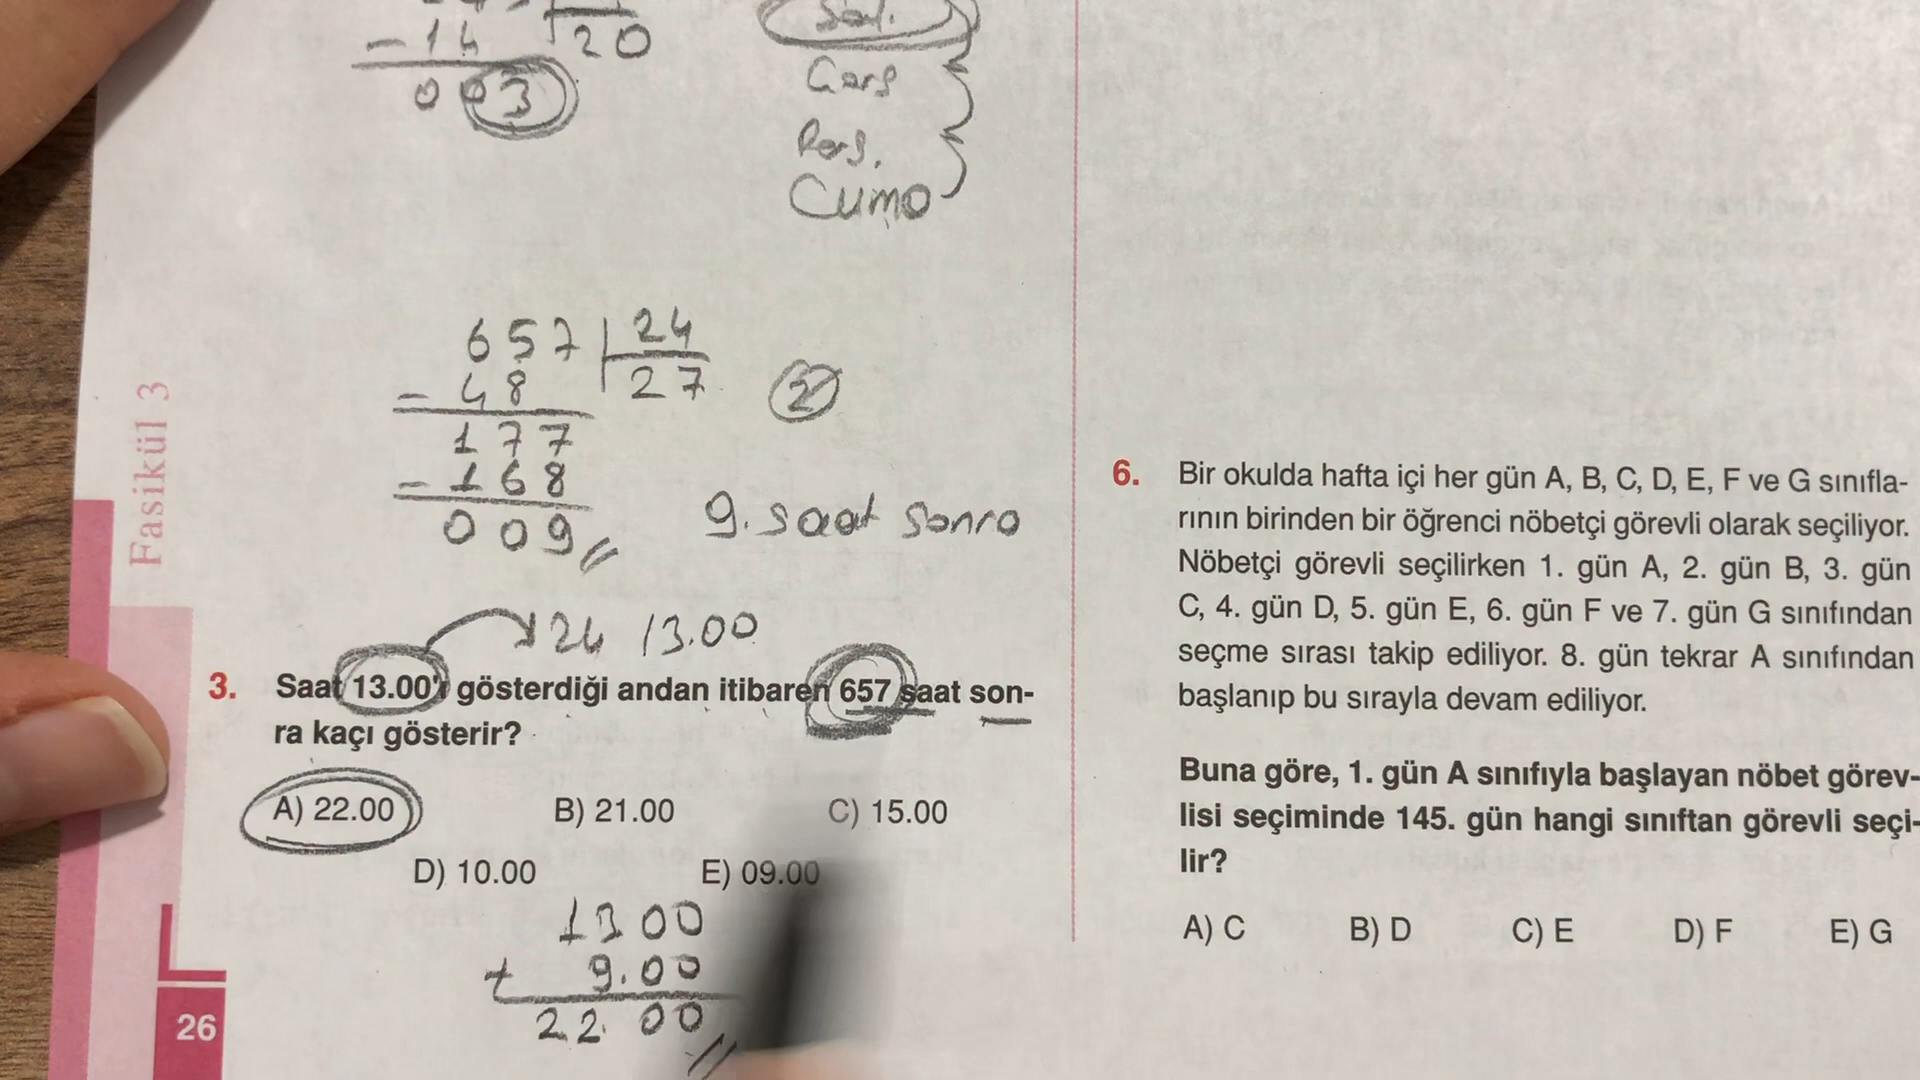 - 14
20
003
Salı.
Çarş
Perş.
Cuma
657 24
- 48 27
27
177
- 168
009
9. saat sonra
24 13.00
Fasikül 3
3. Saat 13.00'ı gösterdiği andan itibaren 657 saat son-
ra kaçı gösterir?
A) 22.00 B) 21.00 C) 15.00
D) 10.00 E) 09.00
13 00
+ 9.00
22 00
26
6. Bir okulda hafta içi her gün A, B, C, D, E, F ve G sınıfla-
rının birinden bir öğrenci nöbetçi görevli olarak seçiliyor.
Nöbetçi görevli seçilirken 1. gün A, 2. gün B, 3. gün
C, 4. gün D, 5. gün E, 6. gün F ve 7. gün G sınıfından
seçme sırası takip ediliyor. 8. gün tekrar A sınıfından
başlanıp bu sırayla devam ediliyor.
Buna göre, 1. gün A sınıfıyla başlayan nöbet görev-
lisi seçiminde 145. gün hangi sınıftan görevli seçi-
lir?
A) C B) D C) E D) F E) G